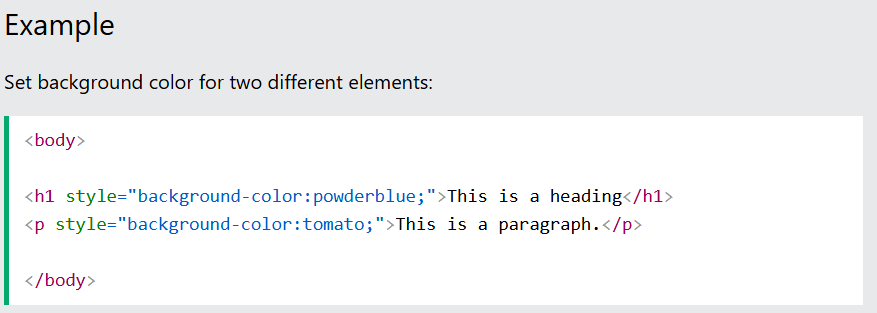 Example
Set background color for two different elements:
<body>
<h1 style="background-color:powderblue;">This is a heading</h1>
<p style="background-color:tomato;">This is a paragraph.</p>
</body>